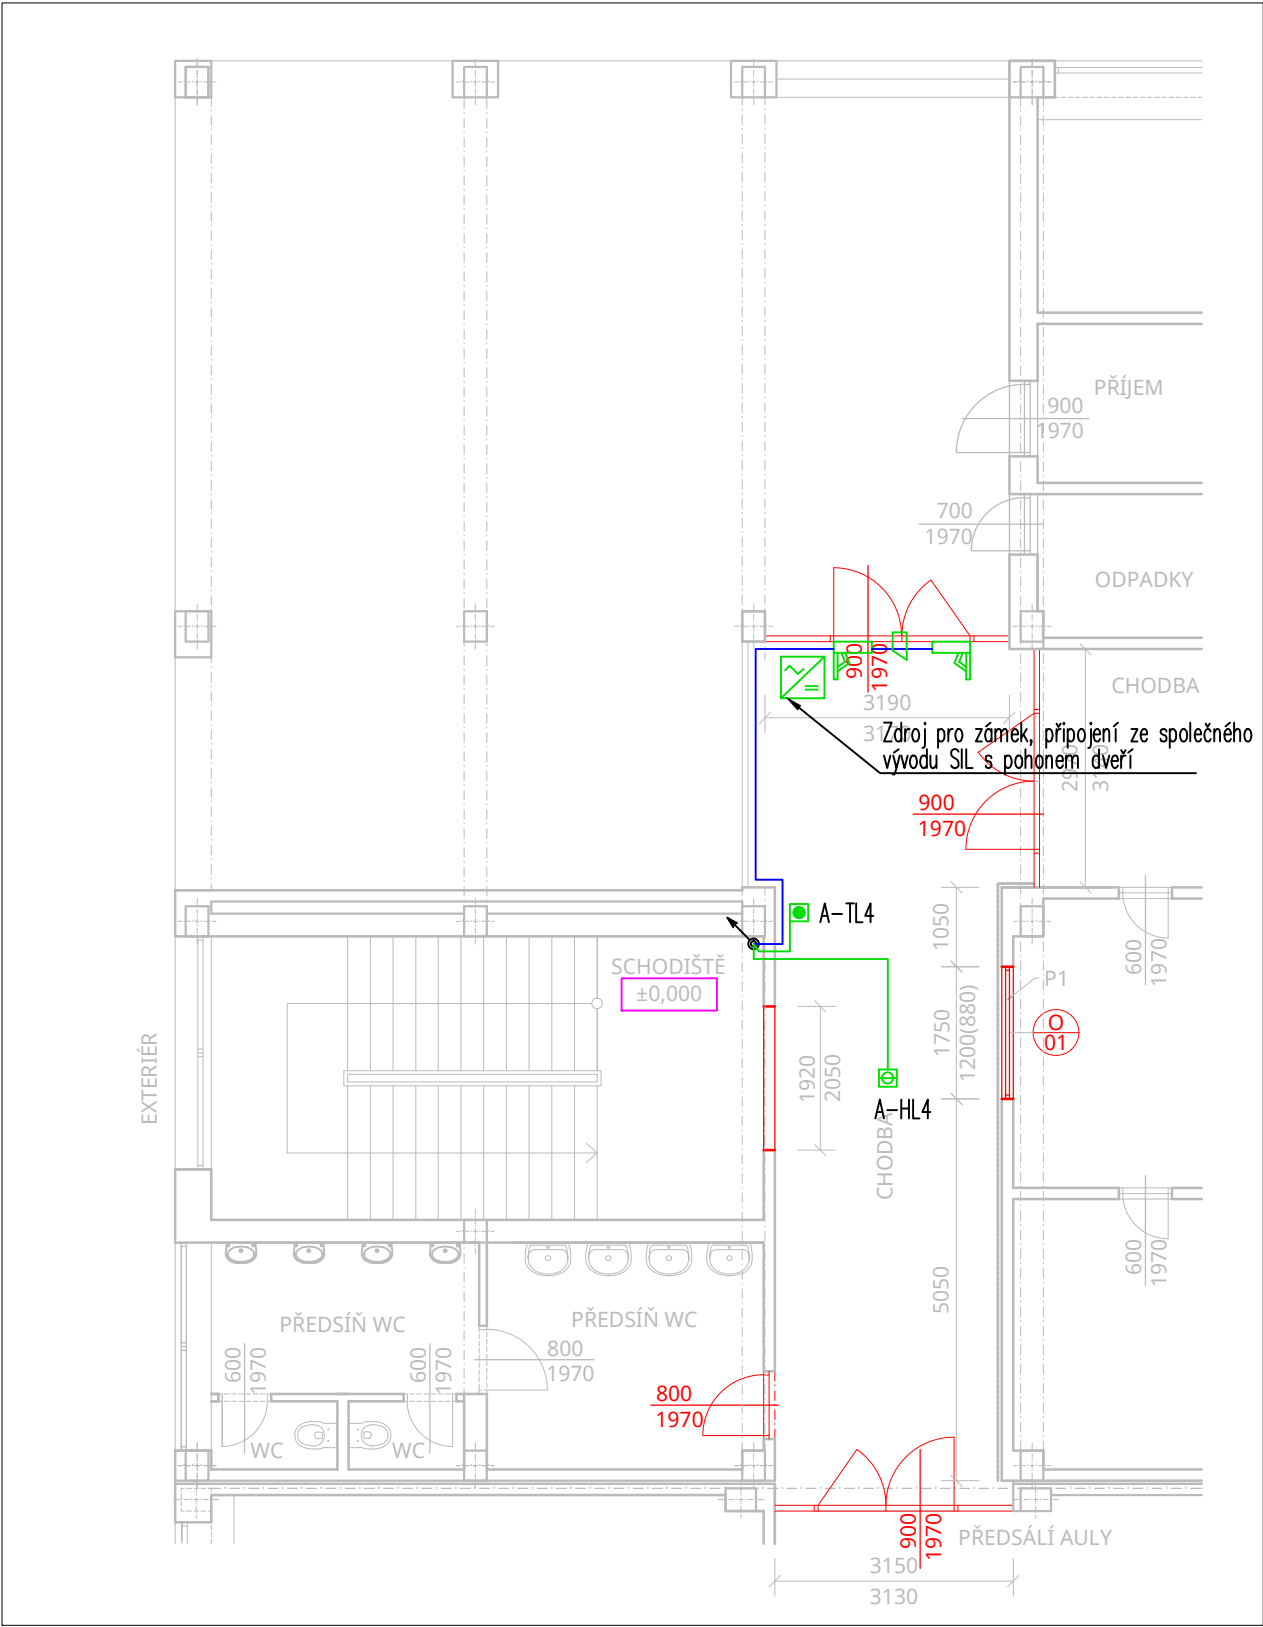 PŘÍJEM
900
1970
700
1970
ODPADKY
900
1970
CHODBA
3190
Zdroj pro zámek, připojení ze společného
vývodu SIL s pohonem dveří
900
1970
A-TL4
1050
600
1970
SCHODIŠTĚ
±0,000
P1
O
01
1750
1200(880)
EXTERIÉR
1920
2050
A-HL4
CHODBA
600
1970
5050
PŘEDSÍŇ WC
PŘEDSÍŇ WC
600
1970
600
1970
800
1970
800
1970
WC
WC
900
1970
PŘEDSÁLÍ AULY
3150
3130